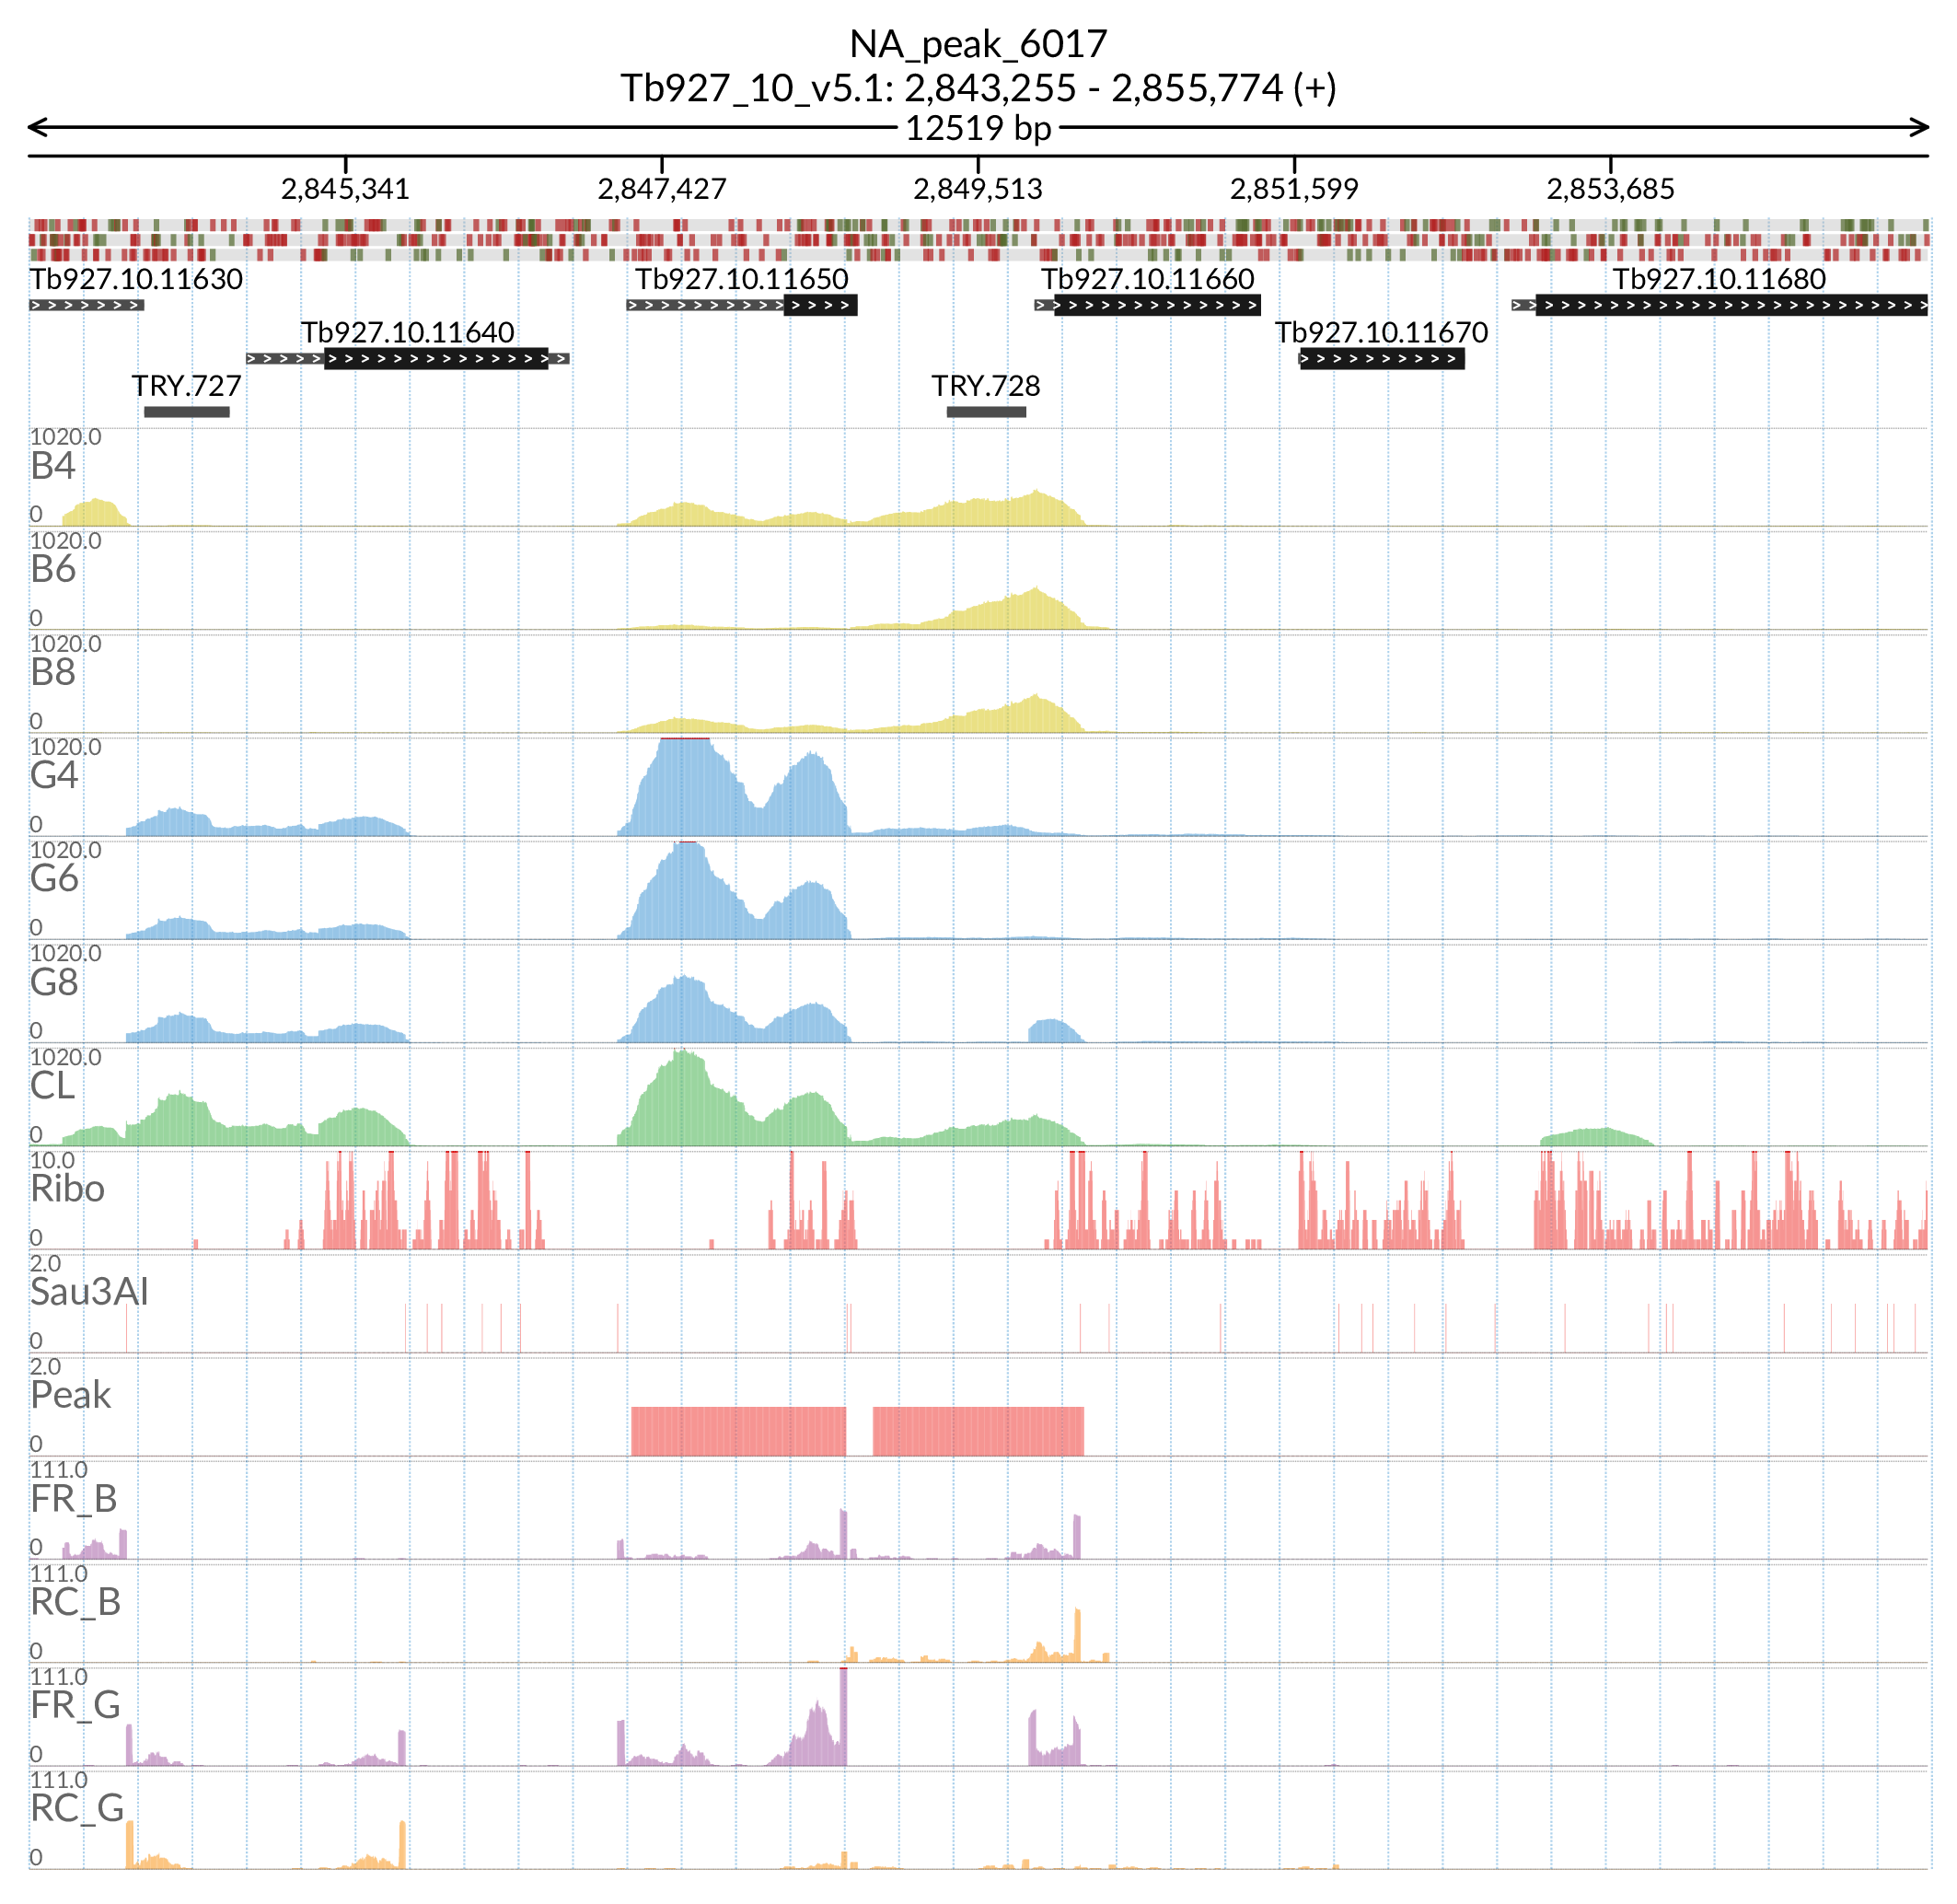 NA_peak_6017
Tb927_10_v5.1: 2,843,255 - 2,855,774 (+)
12519 bp
2,845,341 2,847,427 2,849,513 2,851,599 2,853,685
Tb927.10.11630 Tb927.10.11650 Tb927.10.11660 Tb927.10.11680
Tb927.10.11640 Tb927.10.11670
TRY.727 TRY.728
1020.0
B4
0
1020.0
B6
0
1020.0
B8
0
1020.0
G4
0
1020.0
G6
0
1020.0
G8
0
1020.0
CL
0
10.0
Ribo
0
2.0
Sau3AI
0
2.0
Peak
0
111.0
FR_B
0
111.0
RC_B
0
111.0
FR_G
0
111.0
RC_G
0